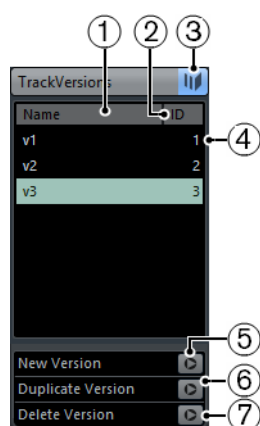 1 2 3
TrackVersions
Name ID
v1 1 4
v2 2
v3 3
5
New Version
6
Duplicate Version
Delete Version 7